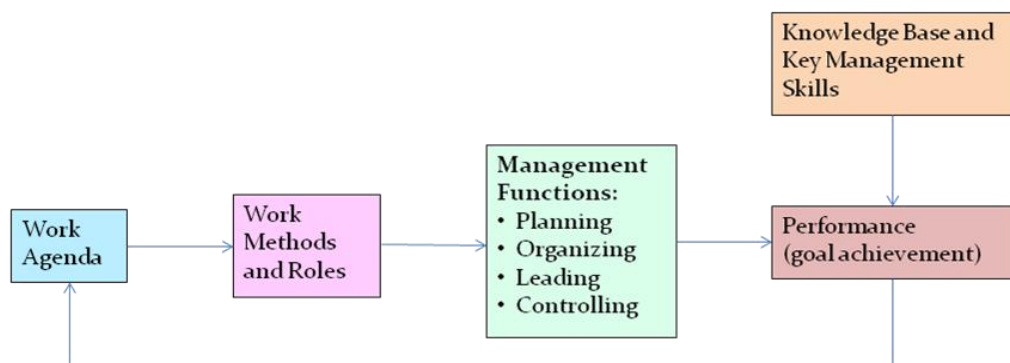 Knowledge Base and
Key Management
Skills
Management
Functions:
• Planning
• Organizing
• Leading
• Controlling
Work
Agenda
Work
Methods
and Roles
Performance
(goal achievement)